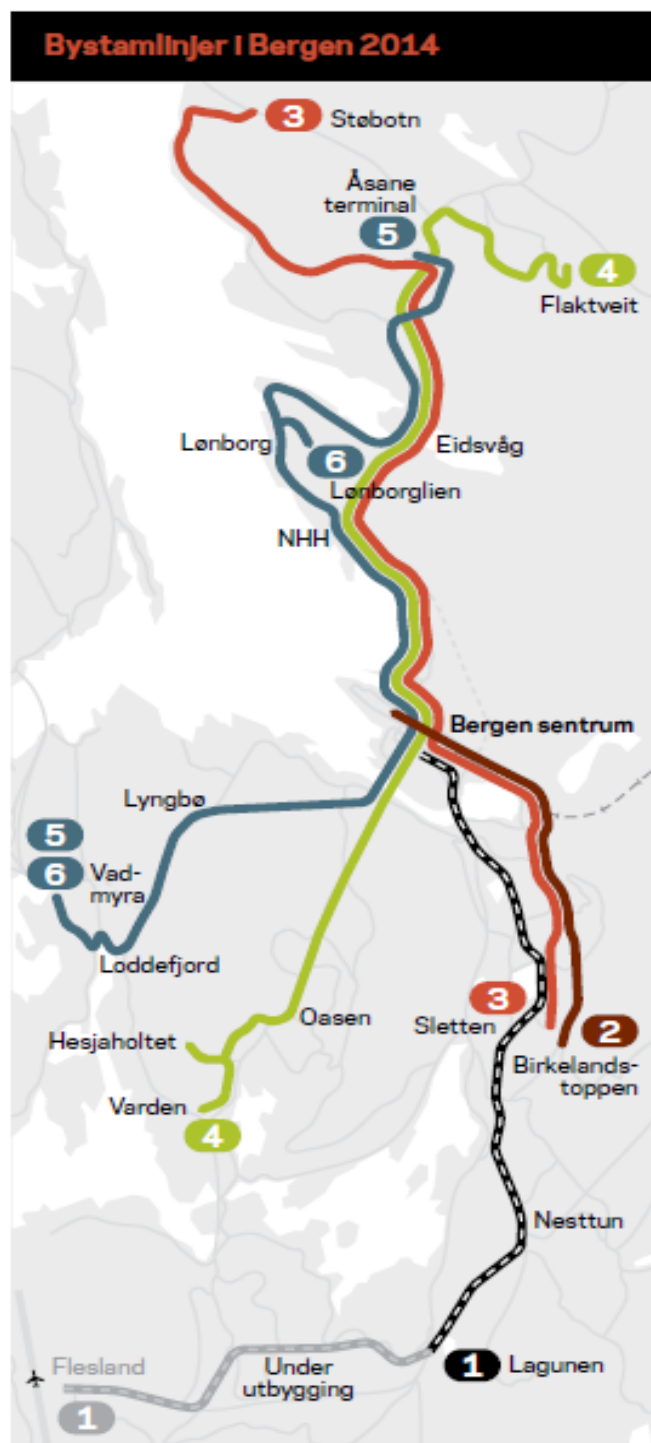 Bystamlinjer i Bergen 2014
3 Støbotn
Åsane
terminal
5
4
Flaktveit
Lønborg
6
Lønborglien
Eidsvåg
NHH
Bergen sentrum
Lyngbø
5
6 Vad-
myra
Loddefjord
3
Sletten
Oasen
2
Birkelands-
toppen
Hesjaholtet
Varden
4
Nesttun
1 Lagunen
Flesland
1
Under
utbygging